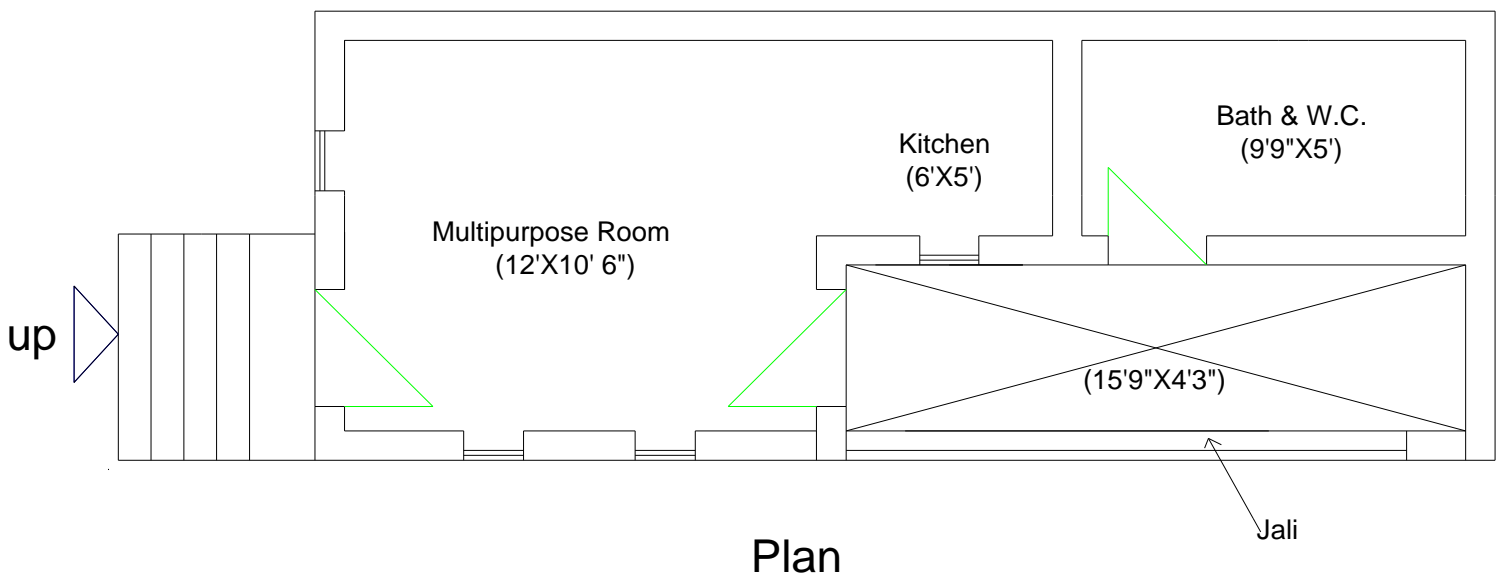 Bath & W.C.
(9'9"X5')
Kitchen
(6'X5')
Multipurpose Room
(12'X10' 6")
up
(15'9"X4'3")
Jali
Plan